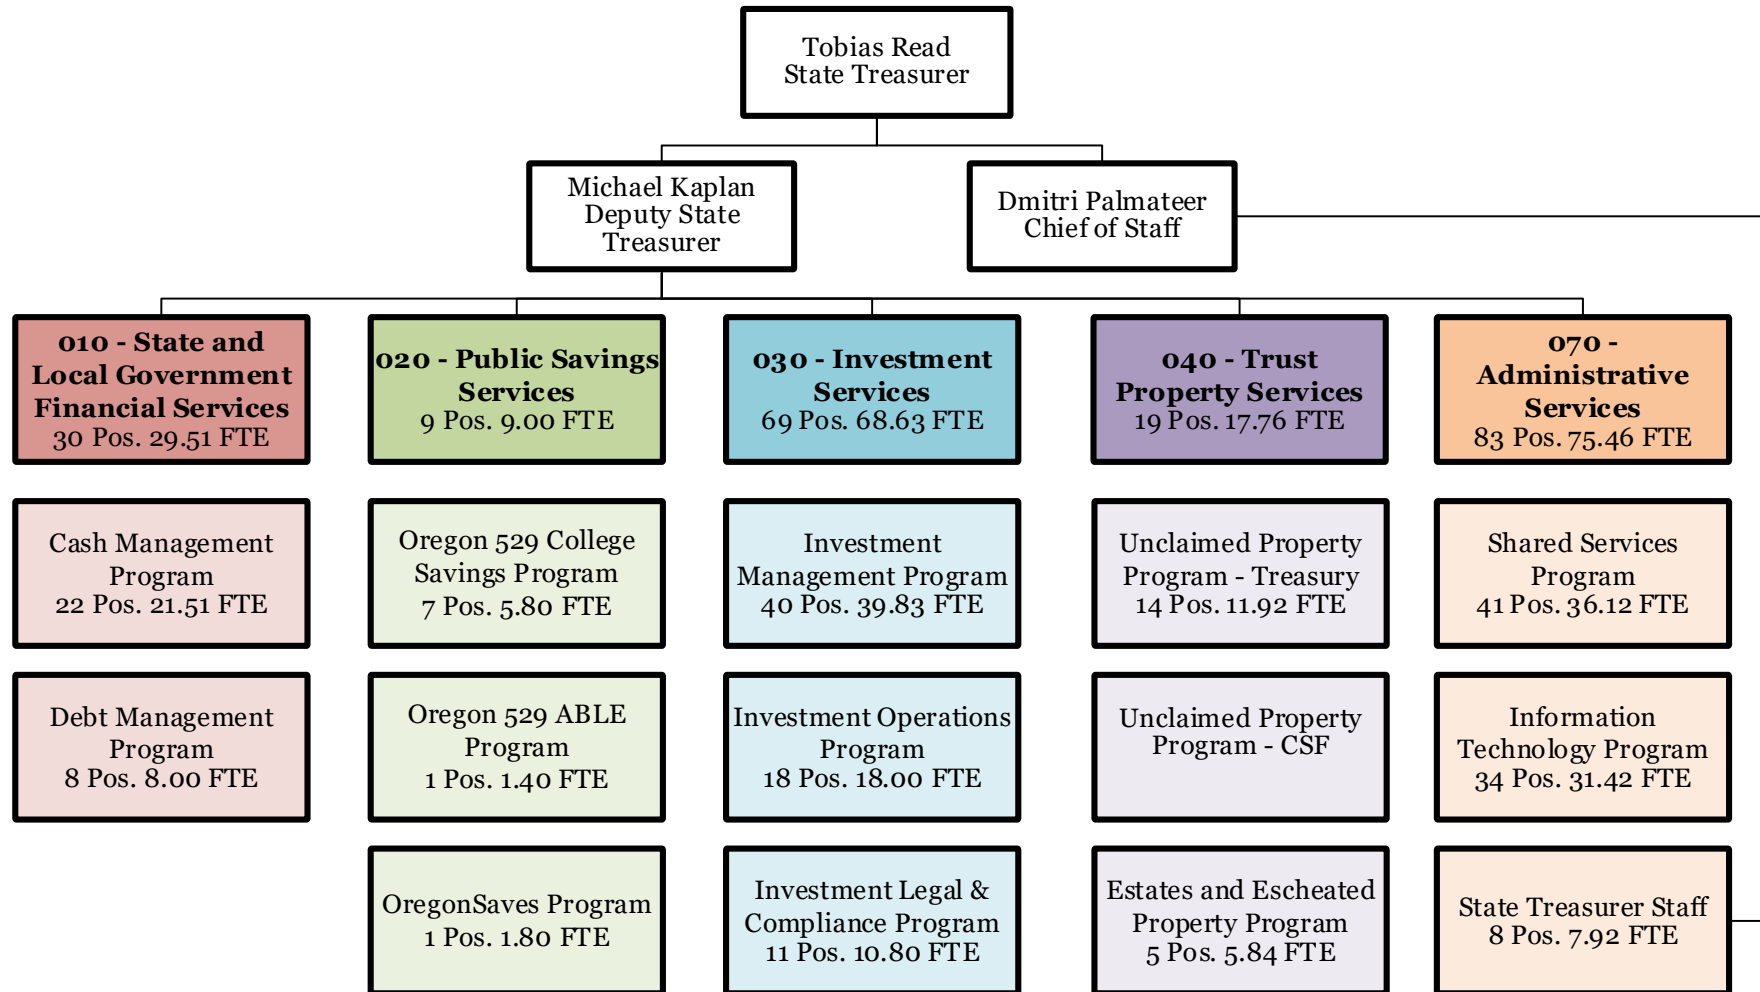 Tobias Read
State Treasurer
Michael Kaplan
Deputy State
Treasurer
Dmitri Palmateer
Chief of Staff
010 - State and
Local Government
Financial Services
30 Pos. 29.51 FTE
020 - Public Savings
Services
9 Pos. 9.00 FTE
030 - Investment
Services
69 Pos. 68.63 FTE
040 - Trust
Property Services
19 Pos. 17.76 FTE
070 -
Administrative
Services
83 Pos. 75.46 FTE
Cash Management
Program
22 Pos. 21.51 FTE
Oregon 529 College
Savings Program
7 Pos. 5.80 FTE
Investment
Management Program
40 Pos. 39.83 FTE
Unclaimed Property
Program - Treasury
14 Pos. 11.92 FTE
Shared Services
Program
41 Pos. 36.12 FTE
Debt Management
Program
8 Pos. 8.00 FTE
Oregon 529 ABLE
Program
1 Pos. 1.40 FTE
Investment Operations
Program
18 Pos. 18.00 FTE
Unclaimed Property
Program - CSF
Information
Technology Program
34 Pos. 31.42 FTE
OregonSaves Program
1 Pos. 1.80 FTE
Investment Legal &
Compliance Program
11 Pos. 10.80 FTE
Estates and Escheated
Property Program
5 Pos. 5.84 FTE
State Treasurer Staff
8 Pos. 7.92 FTE